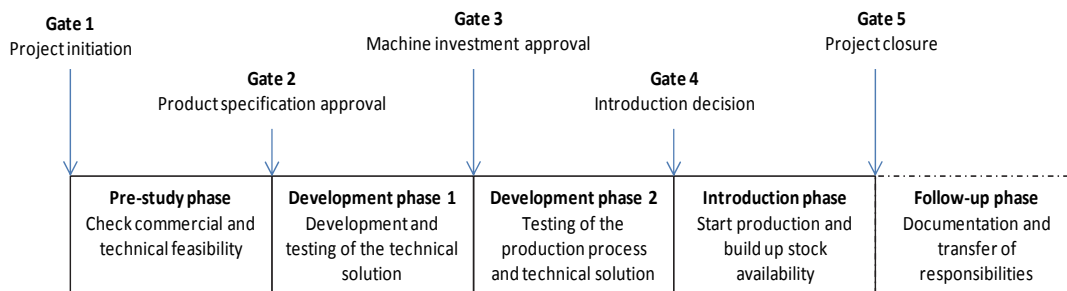 Gate 1
Project initiation
Gate 3
Machine investment approval
Gate 5
Project closure
Gate 2
Product specification approval
Gate 4
Introduction decision
Pre-study phase
Check commercial and
technical feasibility
Development phase 1
Development and
testing of the technical
solution
Development phase 2
Testing of the
production process
and technical solution
Introduction phase
Start production and
build up stock
availability
Follow-up phase
Documentation and
transfer of
responsibilities